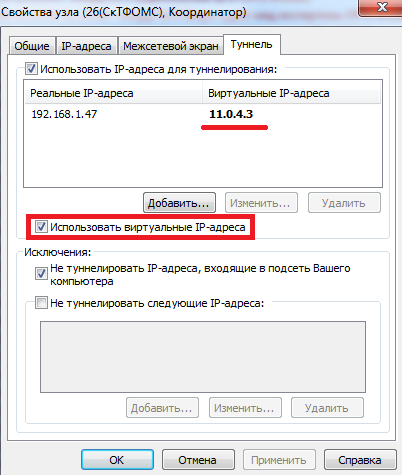 Свойства узла (26(СкТФОМС), Координатор)
Общие
IP-адреса
Межсетевой экран
Туннель
Использовать IP-адреса для туннелирования:
Реальные IP-адреса
Виртуальные IP-адреса
192.168.1.47
11.0.4.3
Добавить...
Изменить...
Удалить
Использовать виртуальные IP-адреса
Исключения:
Не туннелировать IP-адреса, входящие в подсеть Вашего
компьютера
Не туннелировать следующие IP-адреса:
Добавить...
Изменить...
Удалить
OK
Отмена
Применить
Справка